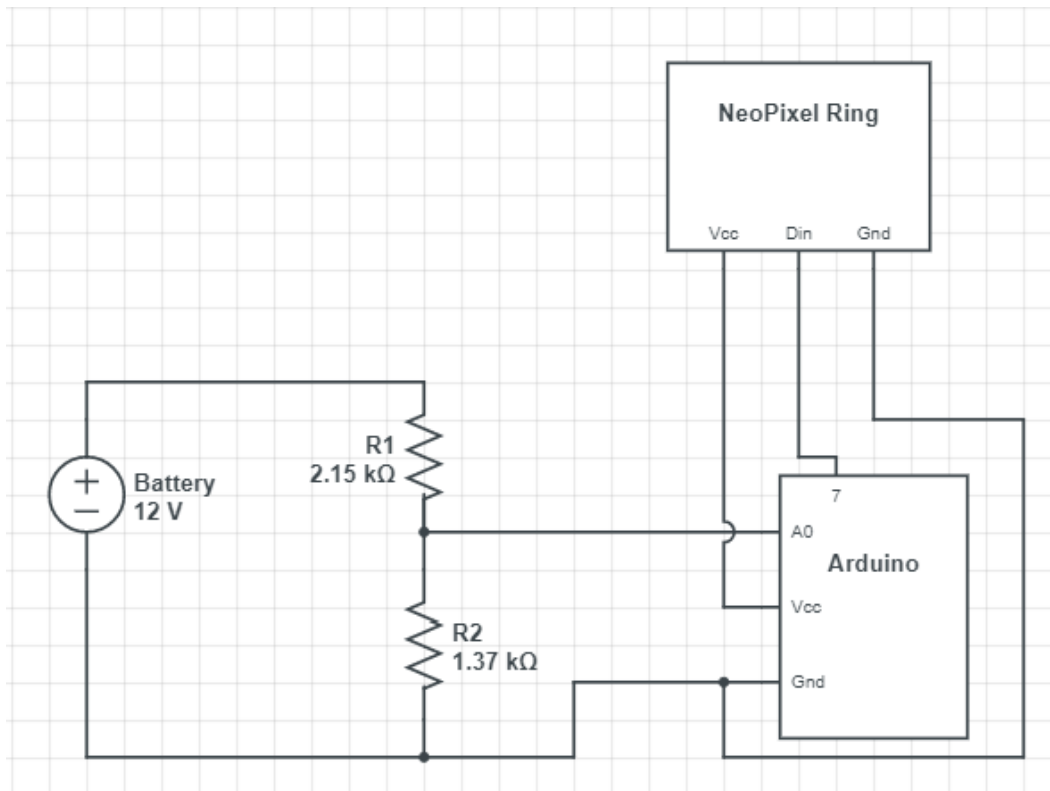 NeoPixel Ring
Vcc Din Gnd
R1
2.15 kΩ
Battery
12 V
7
A0
Arduino
Vcc
R2
1.37 kΩ
Gnd